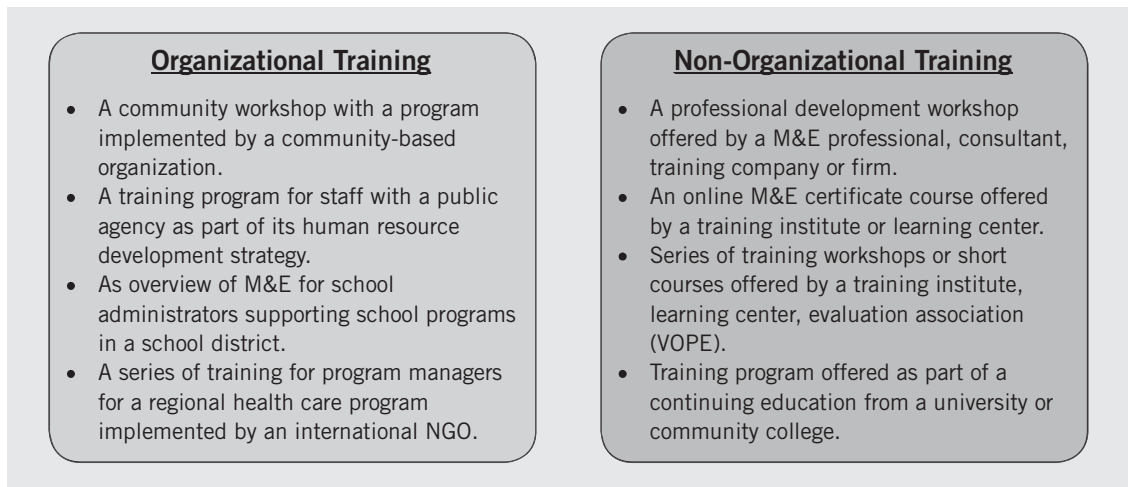 Organizational Training
• A community workshop with a program
implemented by a community-based
organization.
• A training program for staff with a public
agency as part of its human resource
development strategy.
• As overview of M&E for school
administrators supporting school programs
in a school district.
• A series of training for program managers
for a regional health care program
implemented by an international NGO.
Non-Organizational Training
• A professional development workshop
offered by a M&E professional, consultant,
training company or firm.
• An online M&E certificate course offered
by a training institute or learning center.
• Series of training workshops or short
courses offered by a training institute,
learning center, evaluation association
(VOPE).
• Training program offered as part of a
continuing education from a university or
community college.